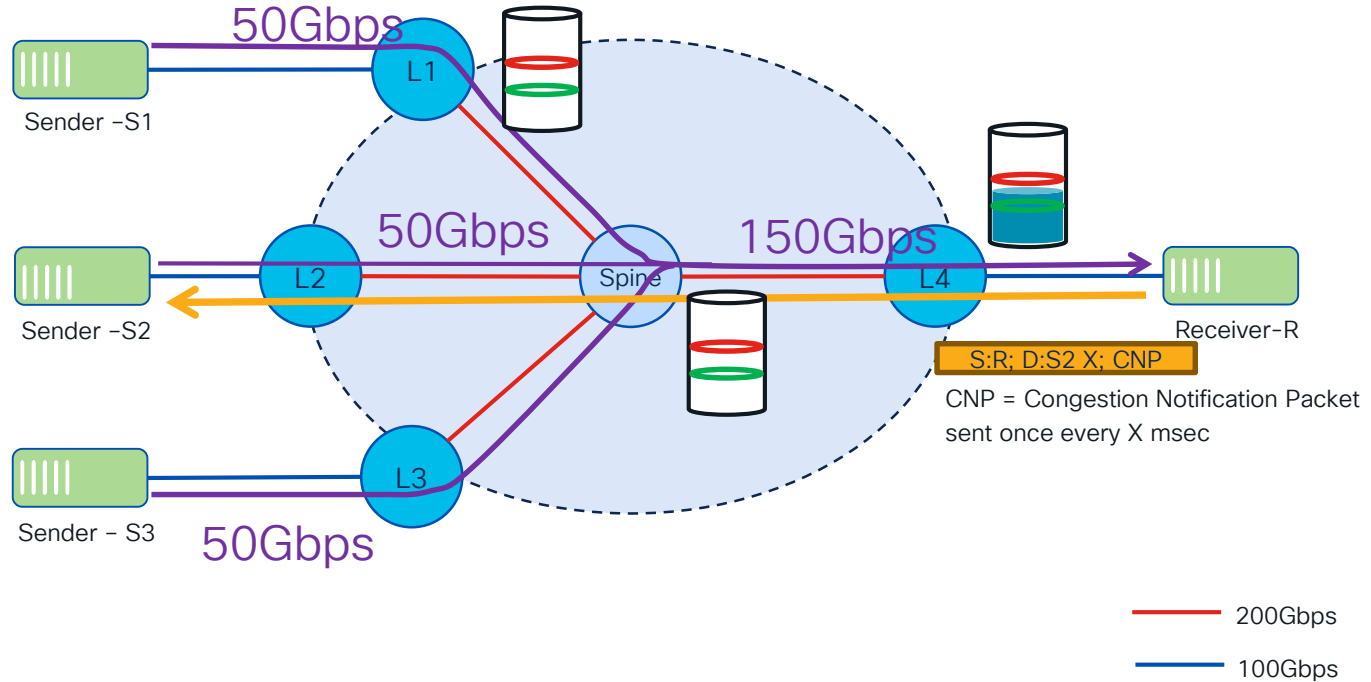 50Gbps
L1
Sender –S1
50Gbps
150Gbps
L2
Spine
L4
Sender –S2
Receiver-R
S:R; D:S2 X; CNP
CNP = Congestion Notification Packet
sent once every X msec
L3
Sender – S3
50Gbps
200Gbps
100Gbps